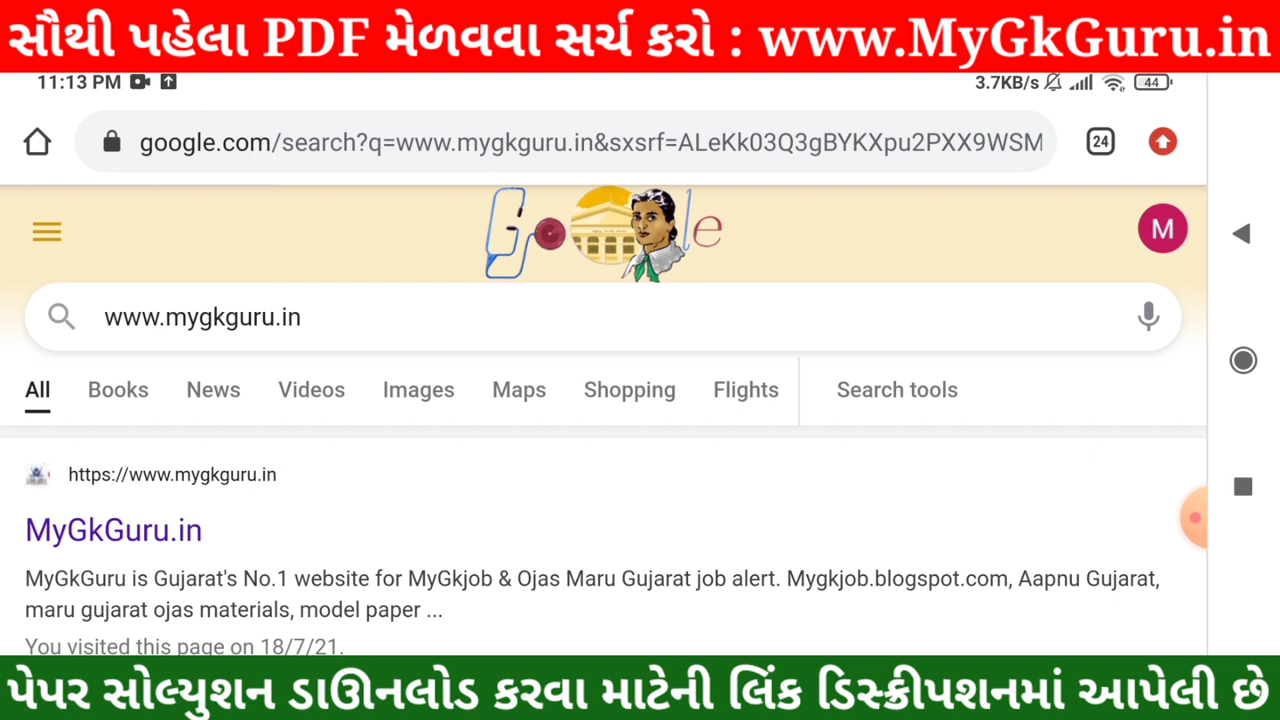 સૌથી પહેલા PDF મેળવવા સર્ચ કરો : www.MyGkGuru.in
11:13 PM 3.7KB/s 44
google.com/search?q=www.mygkguru.in&sxsrf=ALeKk03Q3gBYKXpu2PXX9WSM 24
Google M
www.mygkguru.in
All Books News Videos Images Maps Shopping Flights Search tools
https://www.mygkguru.in
MyGkGuru.in
MyGkGuru is Gujarat's No.1 website for MyGkjob & Ojas Maru Gujarat job alert. Mygkjob.blogspot.com, Aapnu Gujarat,
maru gujarat ojas materials, model paper ...
You visited this page on 18/7/21.
પેપર સોલ્યુશન ડાઊનલોડ કરવા માટેની લિંક ડિસ્ક્રીપશનમાં આપેલી છે